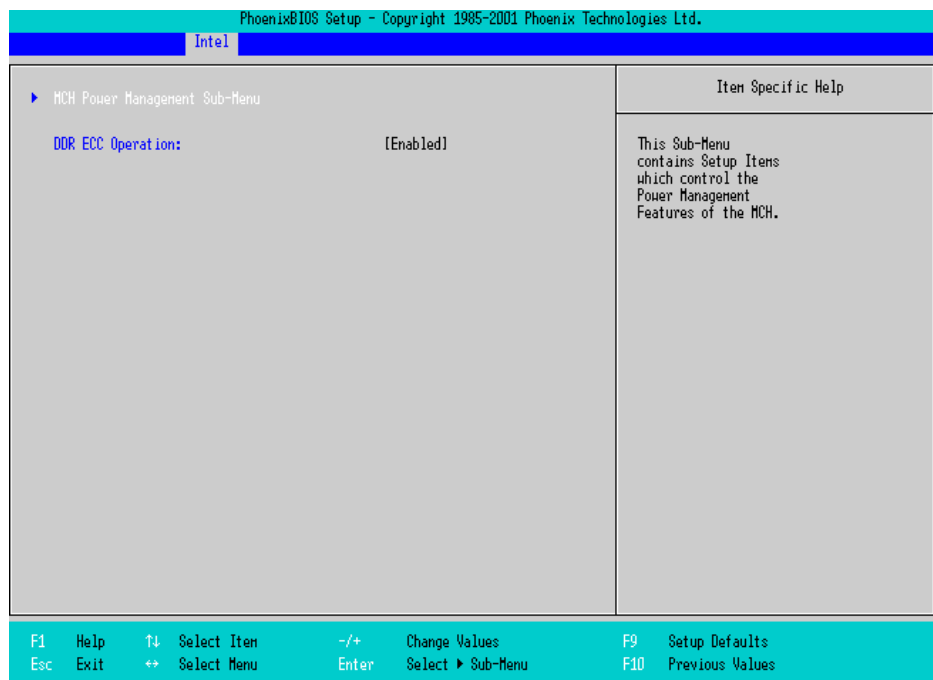 PhoenixBIOS Setup - Copyright 1985-2001 Phoenix Technologies Ltd.
Intel
MCH Power Management Sub-Menu
DDR ECC Operation: [Enabled]
Item Specific Help
This Sub-Menu
contains Setup Items
which control the
Power Management
Features of the MCH.
F1 Help ↑↓ Select Item -/+ Change Values F9 Setup Defaults
Esc Exit ↔ Select Menu Enter Select ▶ Sub-Menu F10 Previous Values